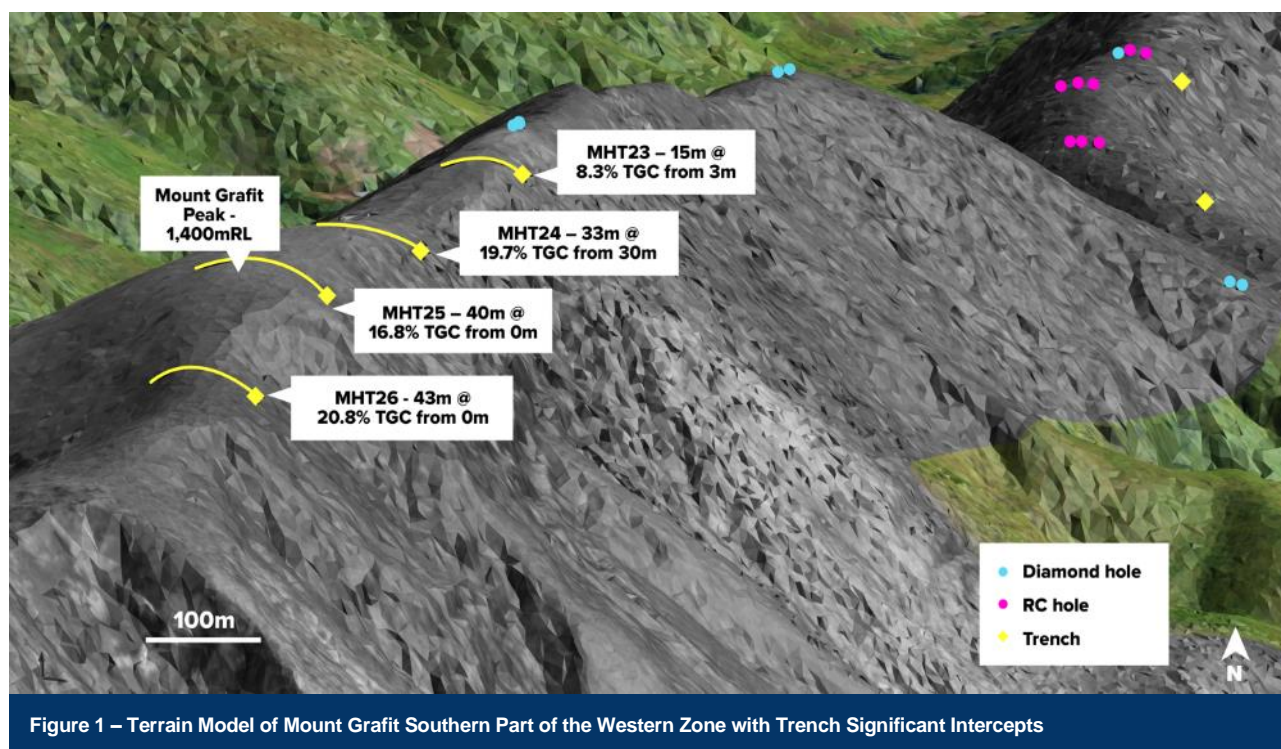 MHT23 – 15m @
8.3% TGC from 3m
Mount Grafit
Peak -
1,400mRL
MHT24 – 33m @
19.7% TGC from 30m
MHT25 – 40m @
16.8% TGC from 0m
MHT26 - 43m @
20.8% TGC from 0m
100m
Diamond hole
RC hole
Trench
N
Figure 1 – Terrain Model of Mount Grafit Southern Part of the Western Zone with Trench Significant Intercepts